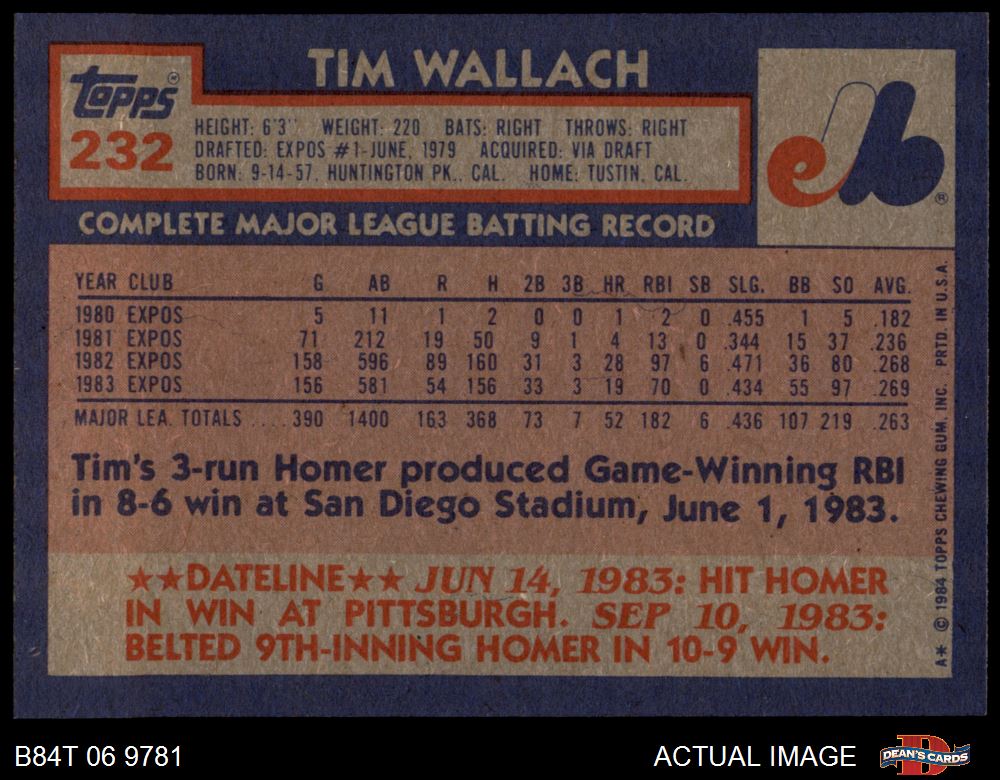 TIM WALLACH
Topps®
232
HEIGHT: 6'3" WEIGHT: 220 BATS: RIGHT THROWS: RIGHT
DRAFTED: EXPOS #1-JUNE, 1979 ACQUIRED: VIA DRAFT
BORN: 9-14-57, HUNTINGTON PK., CAL. HOME: TUSTIN, CAL.
eb®
COMPLETE MAJOR LEAGUE BATTING RECORD
YEAR CLUB G AB R H 2B 3B HR RBI SB SLG. BB SO AVG.
1980 EXPOS 5 11 1 2 0 0 1 2 0 .455 1 5 .182
1981 EXPOS 71 212 19 50 9 1 4 13 0 .344 15 37 .236
1982 EXPOS 158 596 89 160 31 3 28 97 6 .471 36 80 .268
1983 EXPOS 156 581 54 156 33 3 19 70 0 .434 55 97 .269
MAJOR LEA. TOTALS .... 390 1400 163 368 73 7 52 182 6 .436 107 219 .263
Tim's 3-run Homer produced Game-Winning RBI
in 8-6 win at San Diego Stadium, June 1, 1983.
★★DATELINE★★ JUN 14, 1983: HIT HOMER
IN WIN AT PITTSBURGH. SEP 10, 1983:
BELTED 9TH-INNING HOMER IN 10-9 WIN.
A* © 1984 TOPPS CHEWING GUM, INC. PRTD. IN U.S.A.
B84T 06 9781
ACTUAL IMAGE
D
DEAN'S CARDS